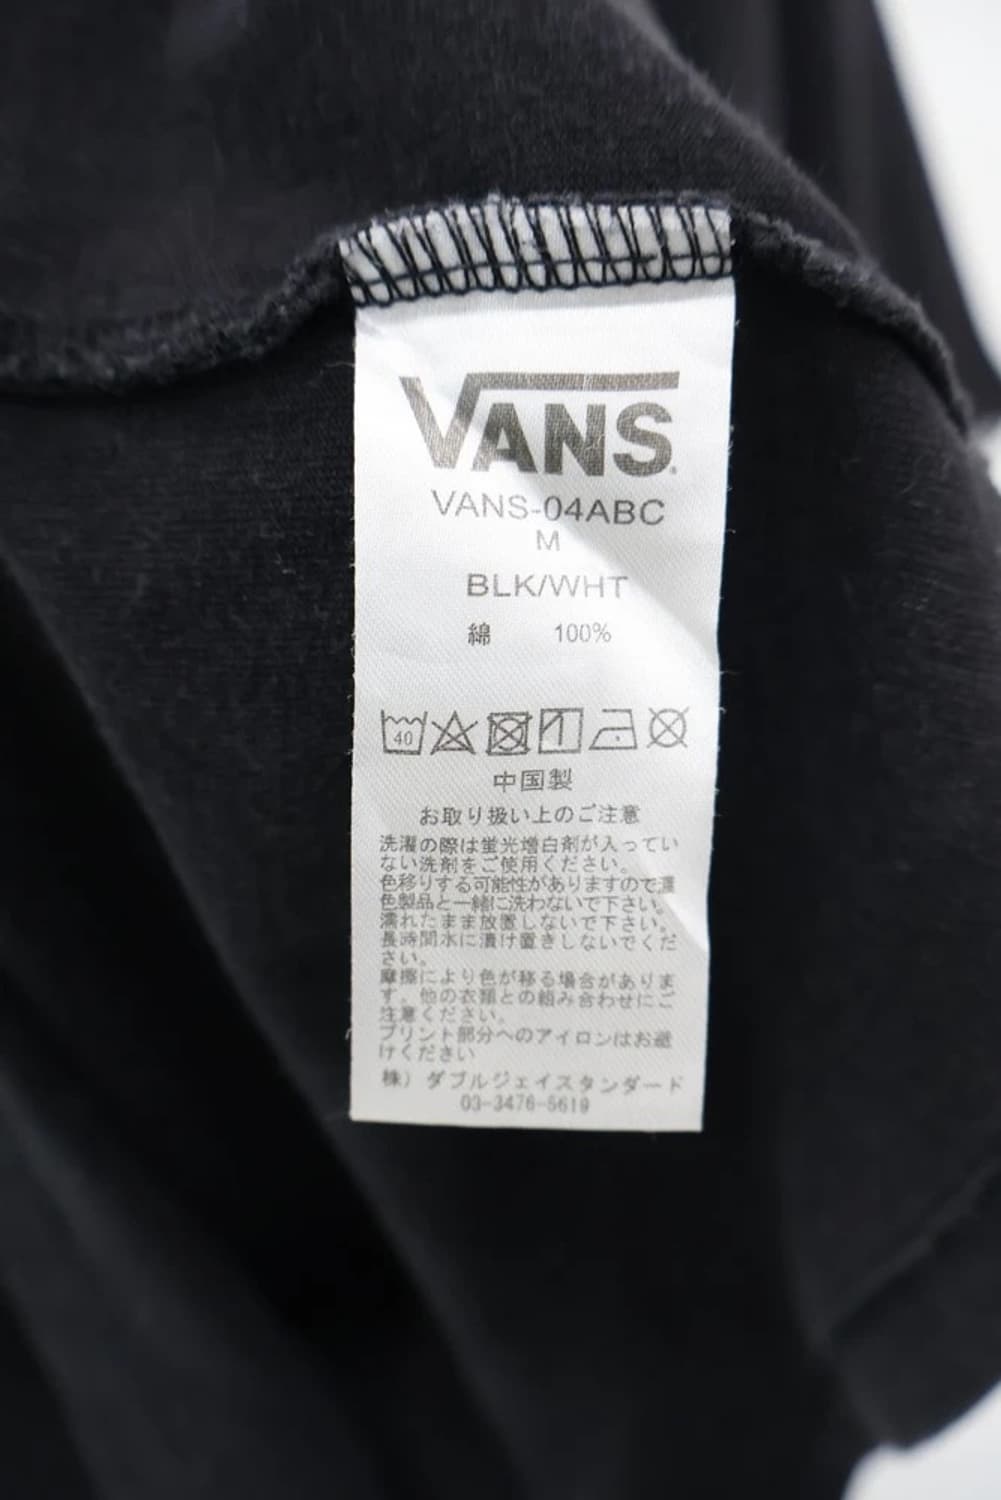 VANS
VANS-04ABC
M
BLK/WHT
綿 100%
40
中国製
お取り扱い上のご注意
洗濯の際は蛍光増白剤が入ってい
ない洗剤をご使用ください。
色移りする可能性がありますので濃
色製品と一緒に洗わないで下さい。
濡れたまま放置しないで下さい。
長時間水に漬け置きしないでくだ
さい。
摩擦により色が移る場合がありま
す。他の衣類との組み合わせにご
注意ください。
プリント部分へのアイロンはお避
けください
株）ダブルジェイスタンダード
03-3476-5619